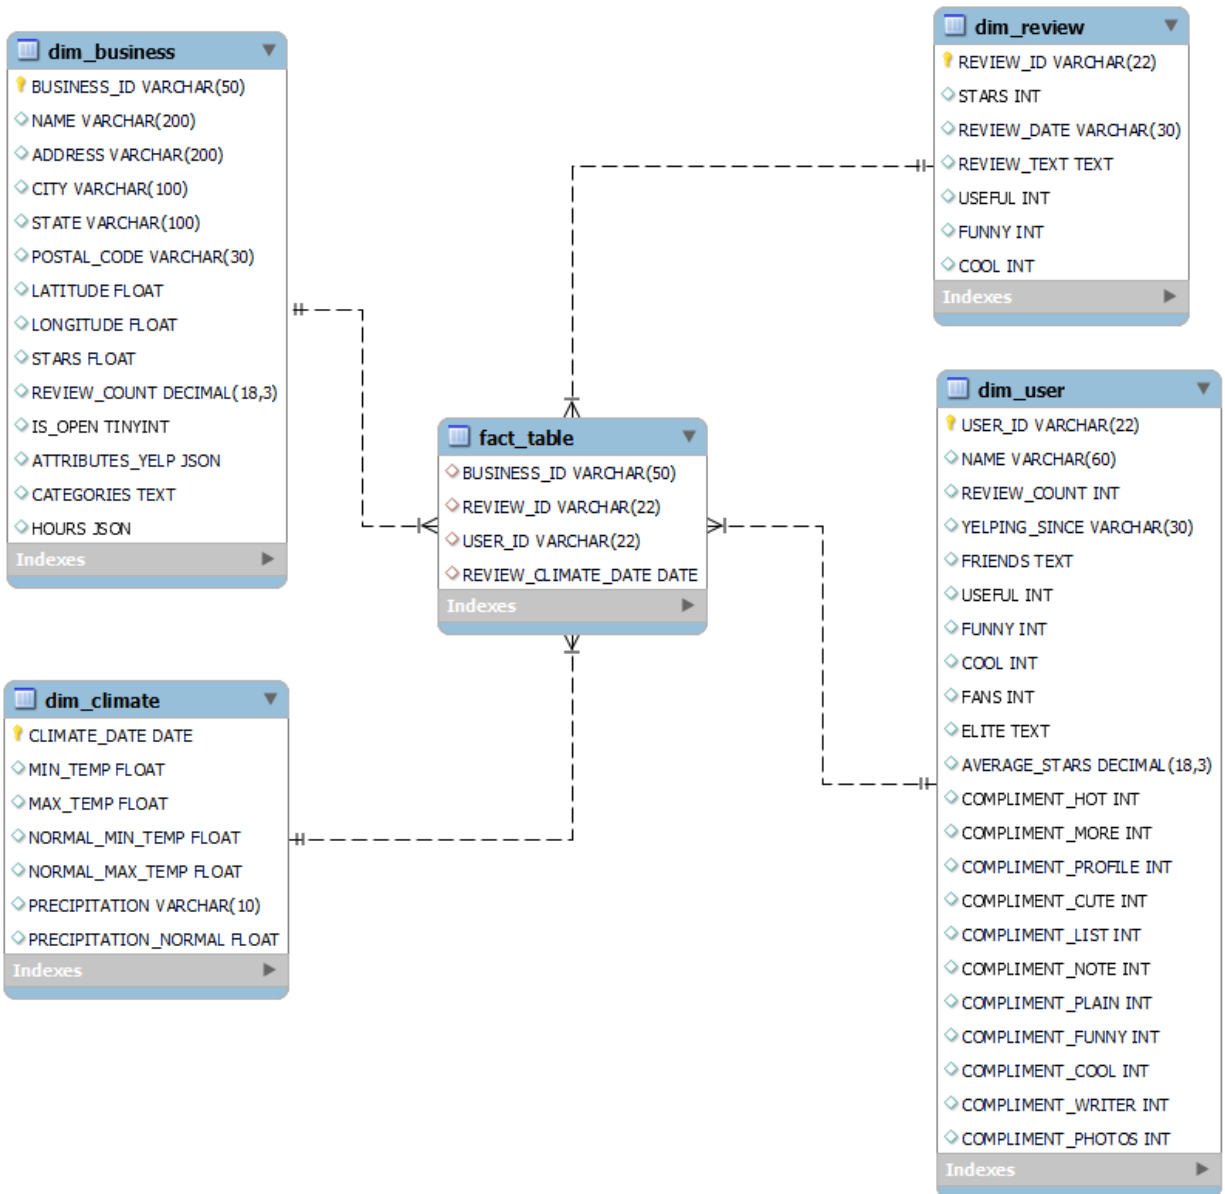 dim_business
BUSINESS_ID VARCHAR(50)
NAME VARCHAR(200)
ADDRESS VARCHAR(200)
CITY VARCHAR(100)
STATE VARCHAR(100)
POSTAL_CODE VARCHAR(30)
LATITUDE FLOAT
LONGITUDE FLOAT
STARS FLOAT
REVIEW_COUNT DECIMAL(18,3)
IS_OPEN TINYINT
ATTRIBUTES_YELP JSON
CATEGORIES TEXT
HOURS JSON
Indexes
dim_review
REVIEW_ID VARCHAR(22)
STARS INT
REVIEW_DATE VARCHAR(30)
REVIEW_TEXT TEXT
USEFUL INT
FUNNY INT
COOL INT
Indexes
fact_table
BUSINESS_ID VARCHAR(50)
REVIEW_ID VARCHAR(22)
USER_ID VARCHAR(22)
REVIEW_CLIMATE_DATE DATE
Indexes
dim_climate
CLIMATE_DATE DATE
MIN_TEMP FLOAT
MAX_TEMP FLOAT
NORMAL_MIN_TEMP FLOAT
NORMAL_MAX_TEMP FLOAT
PRECIPITATION VARCHAR(10)
PRECIPITATION_NORMAL FLOAT
Indexes
dim_user
USER_ID VARCHAR(22)
NAME VARCHAR(60)
REVIEW_COUNT INT
YELPING_SINCE VARCHAR(30)
FRIENDS TEXT
USEFUL INT
FUNNY INT
COOL INT
FANS INT
ELITE TEXT
AVERAGE_STARS DECIMAL(18,3)
COMPLIMENT_HOT INT
COMPLIMENT_MORE INT
COMPLIMENT_PROFILE INT
COMPLIMENT_CUTE INT
COMPLIMENT_LIST INT
COMPLIMENT_NOTE INT
COMPLIMENT_PLAIN INT
COMPLIMENT_FUNNY INT
COMPLIMENT_COOL INT
COMPLIMENT_WRITER INT
COMPLIMENT_PHOTOS INT
Indexes